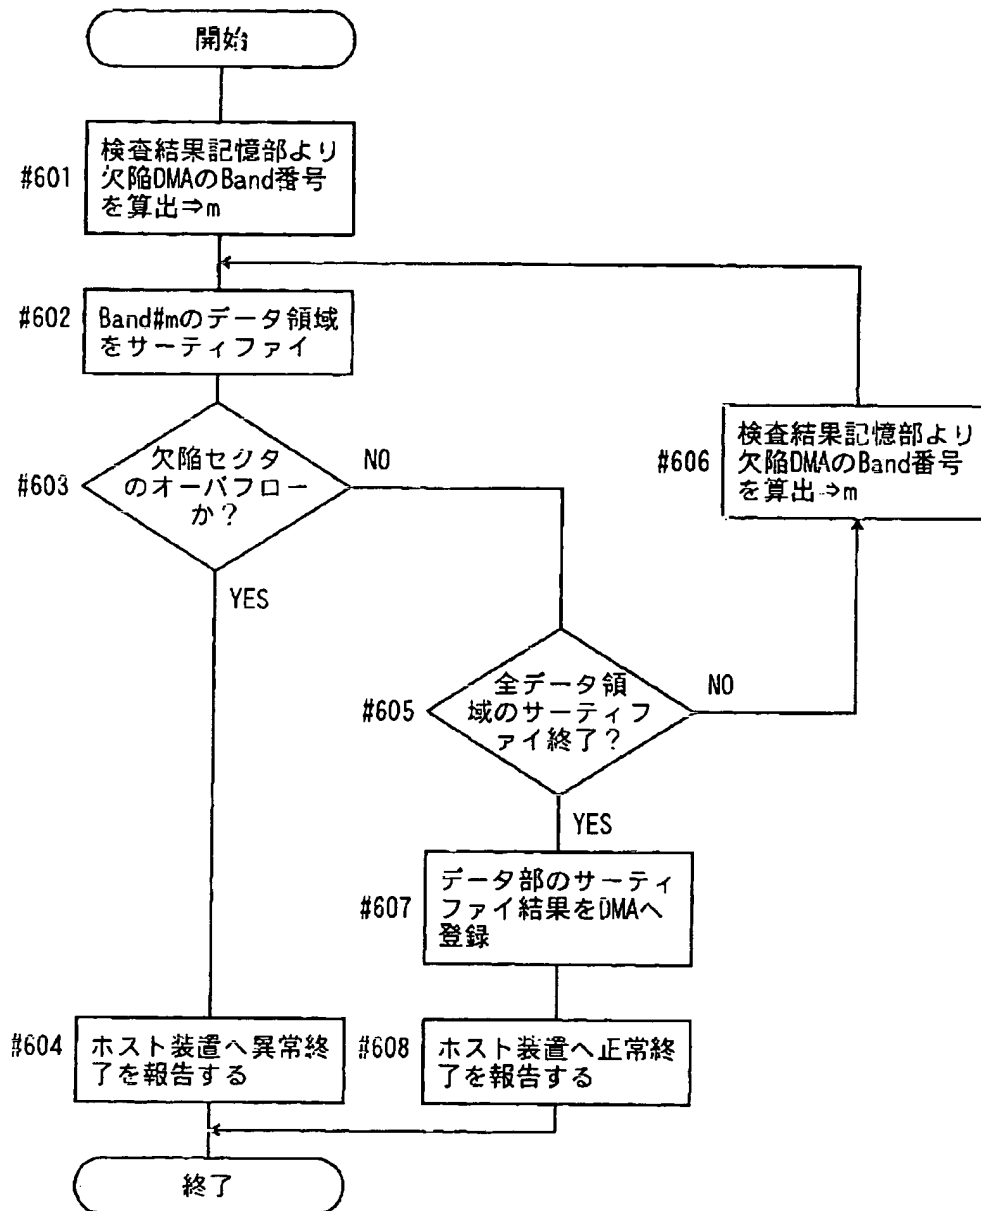 開始
#601
検査結果記憶部より
欠陥DMAのBand番号
を算出⇒m
#602
Band#mのデータ領域
をサーティファイ
#603
欠陥セクタ
のオーバフロー
か？
NO
YES
#606
検査結果記憶部より
欠陥DMAのBand番号
を算出⇒m
#605
全データ領
域のサーティフ
ァイ終了？
NO
YES
#607
データ部のサーティ
ファイ結果をDMAへ
登録
#604
ホスト装置へ異常終
了を報告する
#608
ホスト装置へ正常終
了を報告する
終了